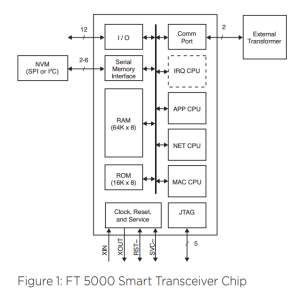 12
I / O
Comm
Port
2
External
Transformer
NVM
(SPI or I²C)
2-6
Serial
Memory
Interface
IRQ CPU
RAM
(64K x 8)
APP CPU
NET CPU
ROM
(16K x 8)
MAC CPU
Clock, Reset,
and Service
JTAG
XIN
XOUT
RST~
SVC~
5
Figure 1: FT 5000 Smart Transceiver Chip